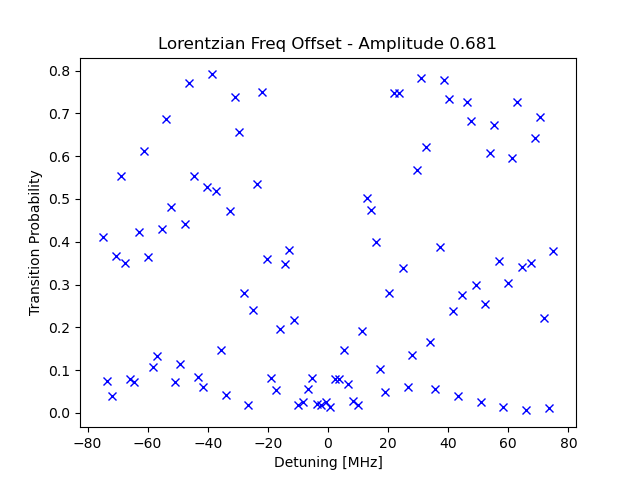 Lorentzian Freq Offset - Amplitude 0.681
Transition Probability
0.8
0.7
0.6
0.5
0.4
0.3
0.2
0.1
0.0
−80 −60 −40 −20 0 20 40 60 80
Detuning [MHz]